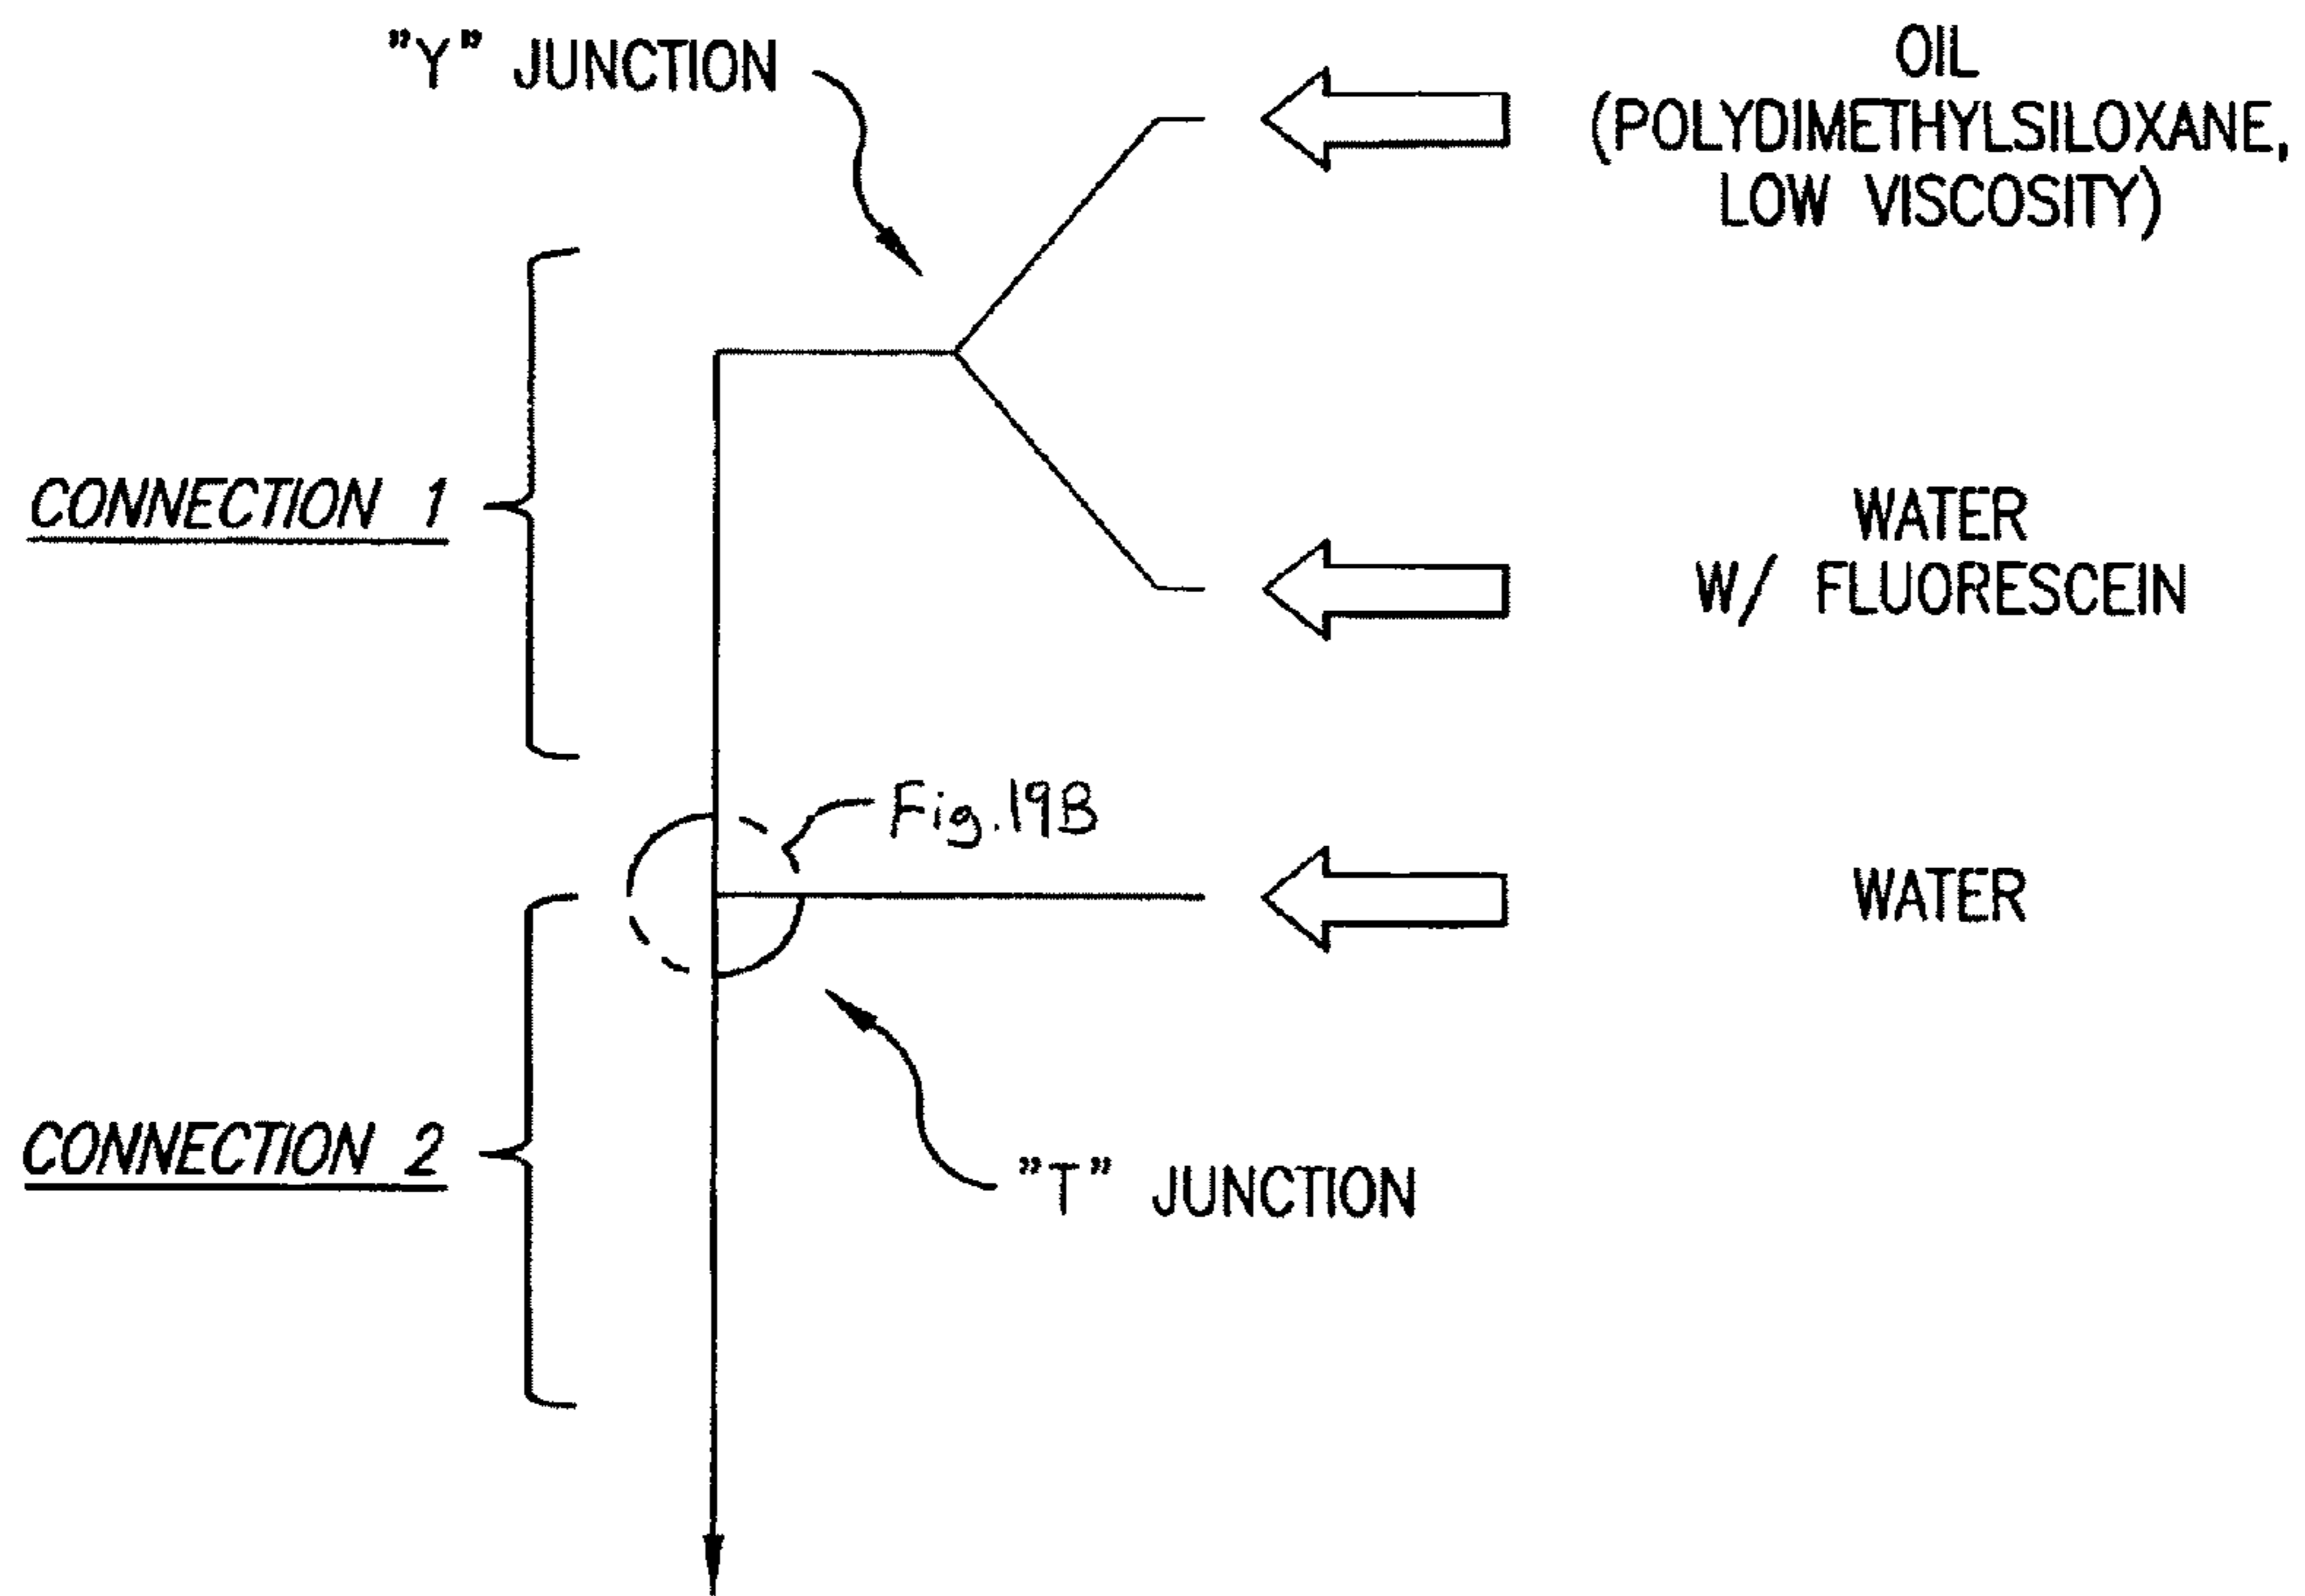 "Y" JUNCTION
OIL
(POLYDIMETHYLSILOXANE,
LOW VISCOSITY)
CONNECTION 1
WATER
W/ FLUORESCEIN
Fig. 19B
WATER
CONNECTION 2
"T" JUNCTION